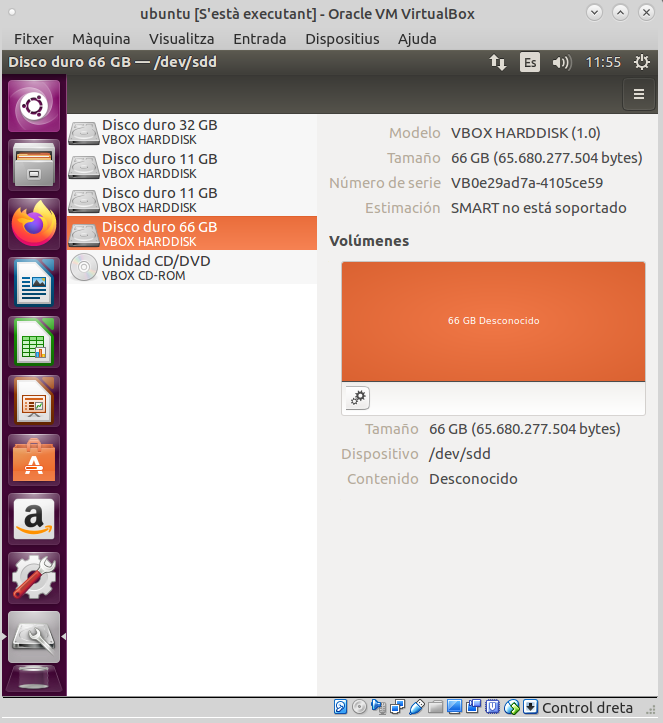 ubuntu [S'està executant] - Oracle VM VirtualBox
Fitxer Màquina Visualitza Entrada Dispositius Ajuda
Disco duro 66 GB — /dev/sdd Es 11:55
Disco duro 32 GB
VBOX HARDDISK
Disco duro 11 GB
VBOX HARDDISK
Disco duro 11 GB
VBOX HARDDISK
Disco duro 66 GB
VBOX HARDDISK
Unidad CD/DVD
VBOX CD-ROM
Modelo VBOX HARDDISK (1.0)
Tamaño 66 GB (65.680.277.504 bytes)
Número de serie VB0e29ad7a-4105ce59
Estimación SMART no está soportado
Volúmenes
66 GB Desconocido
Tamaño 66 GB (65.680.277.504 bytes)
Dispositivo /dev/sdd
Contenido Desconocido
Control dreta